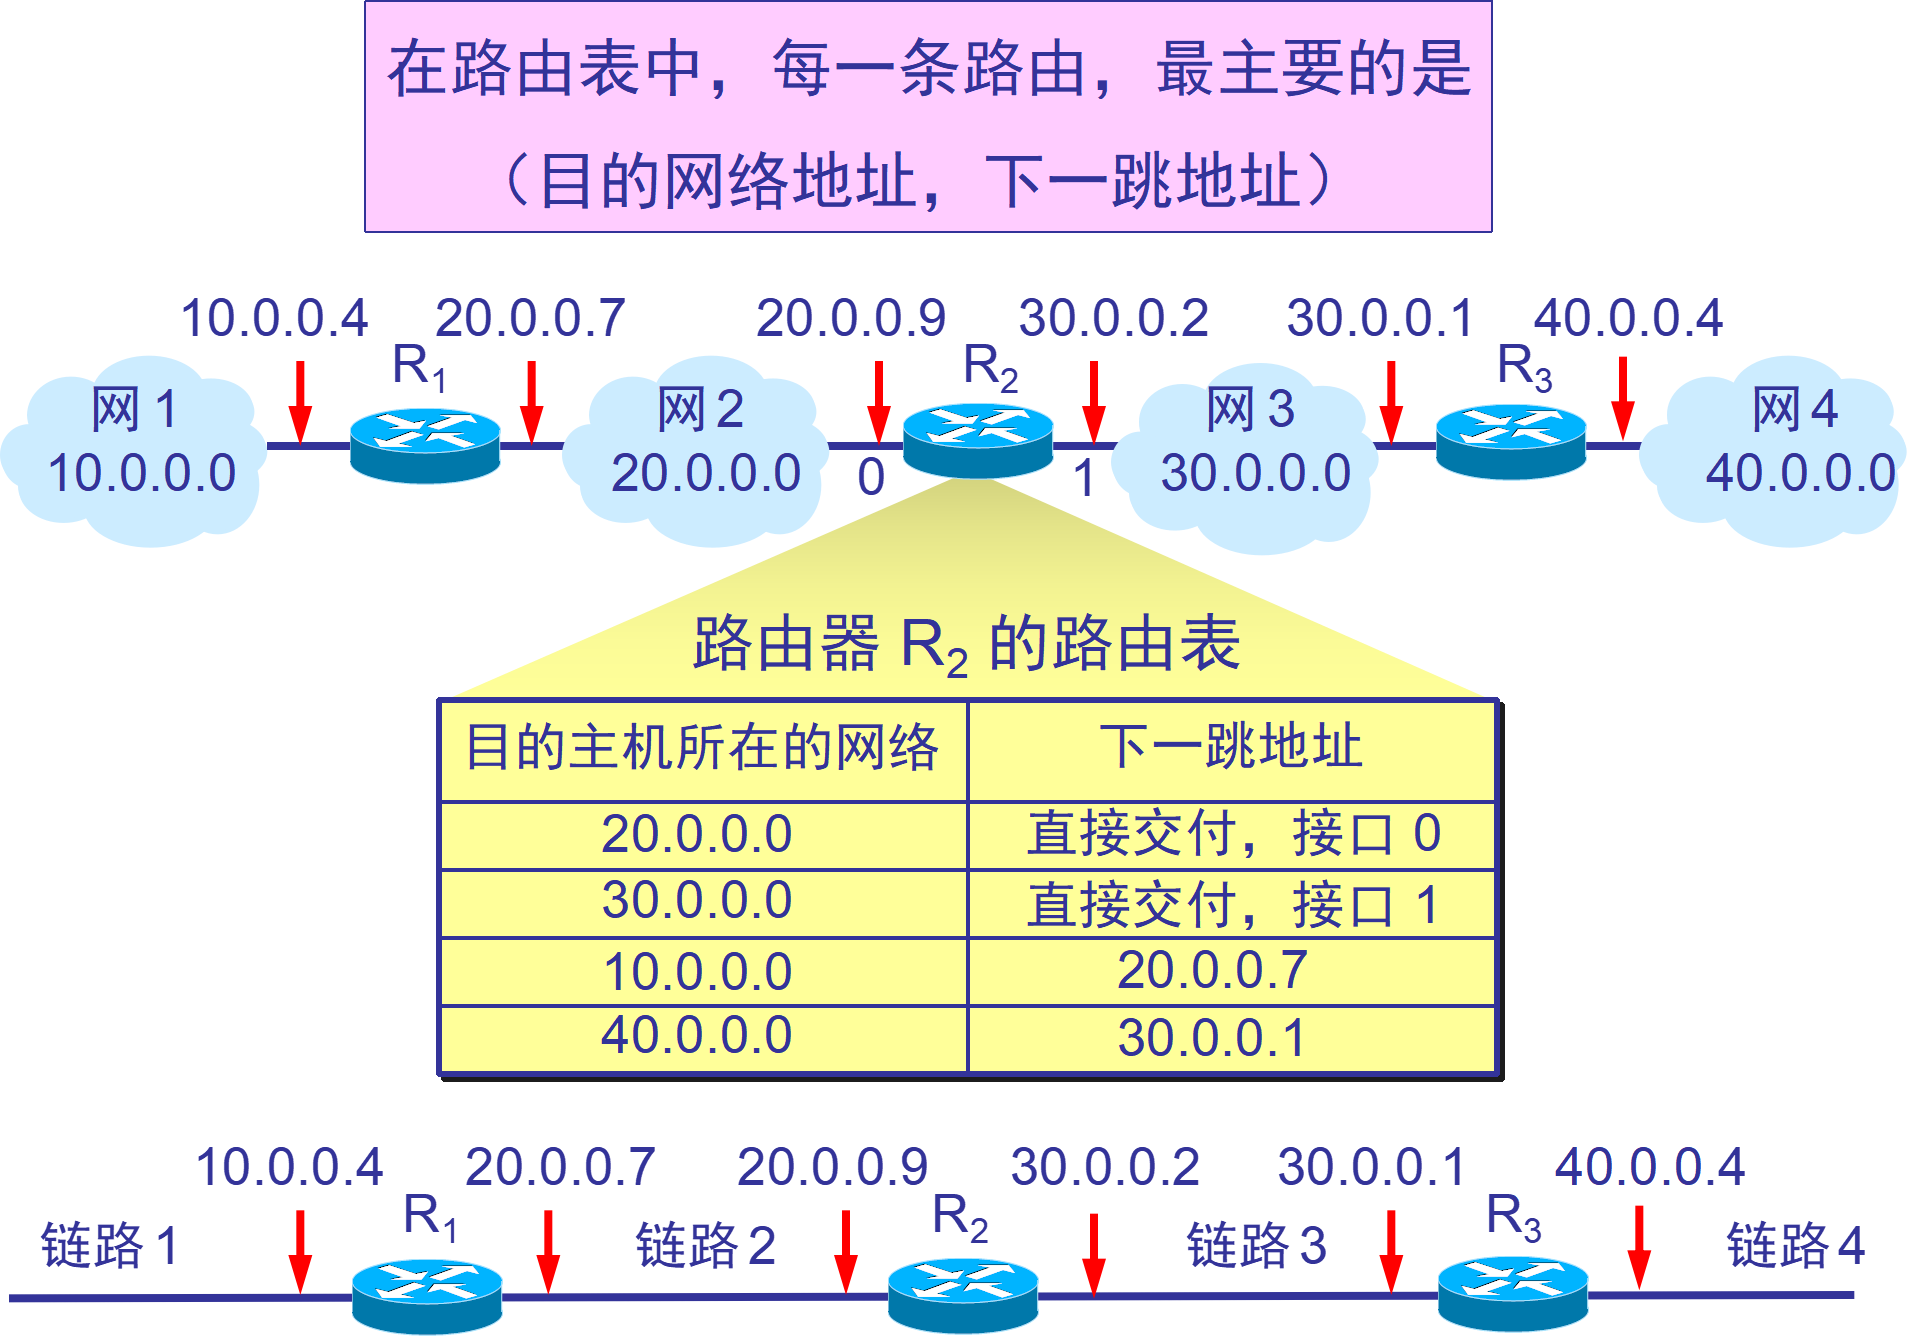 在路由表中，每一条路由，最主要的是
（目的网络地址，下一跳地址）
10.0.0.4 20.0.0.7 20.0.0.9 30.0.0.2 30.0.0.1 40.0.0.4
R1 R2 R3
网1 网2 网3 网4
10.0.0.0 20.0.0.0 0 1 30.0.0.0 40.0.0.0
路由器 R2 的路由表
目的主机所在的网络 下一跳地址
20.0.0.0 直接交付，接口 0
30.0.0.0 直接交付，接口 1
10.0.0.0 20.0.0.7
40.0.0.0 30.0.0.1
10.0.0.4 20.0.0.7 20.0.0.9 30.0.0.2 30.0.0.1 40.0.0.4
R1 R2 R3
链路1 链路2 链路3 链路4